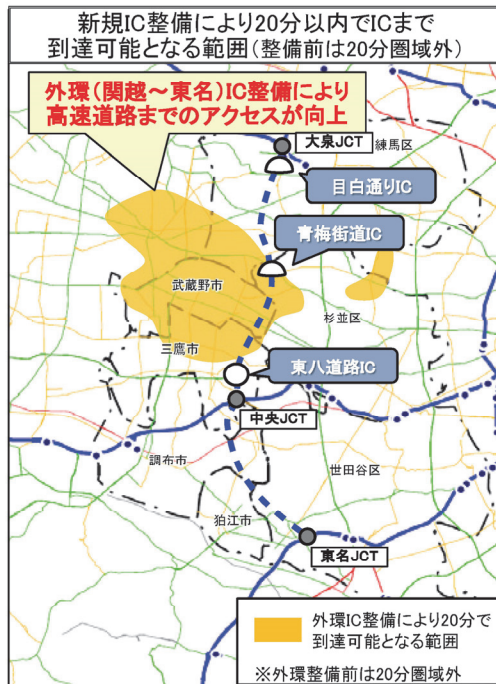 新規IC整備により20分以内でICまで
到達可能となる範囲(整備前は20分圏域外)
外環(関越~東名)IC整備により
高速道路までのアクセスが向上
大泉JCT
練馬区
目白通りIC
青梅街道IC
武蔵野市
杉並区
三鷹市
東八道路IC
中央JCT
調布市
世田谷区
狛江市
東名JCT
外環IC整備により20分で
到達可能となる範囲
※外環整備前は20分圏域外